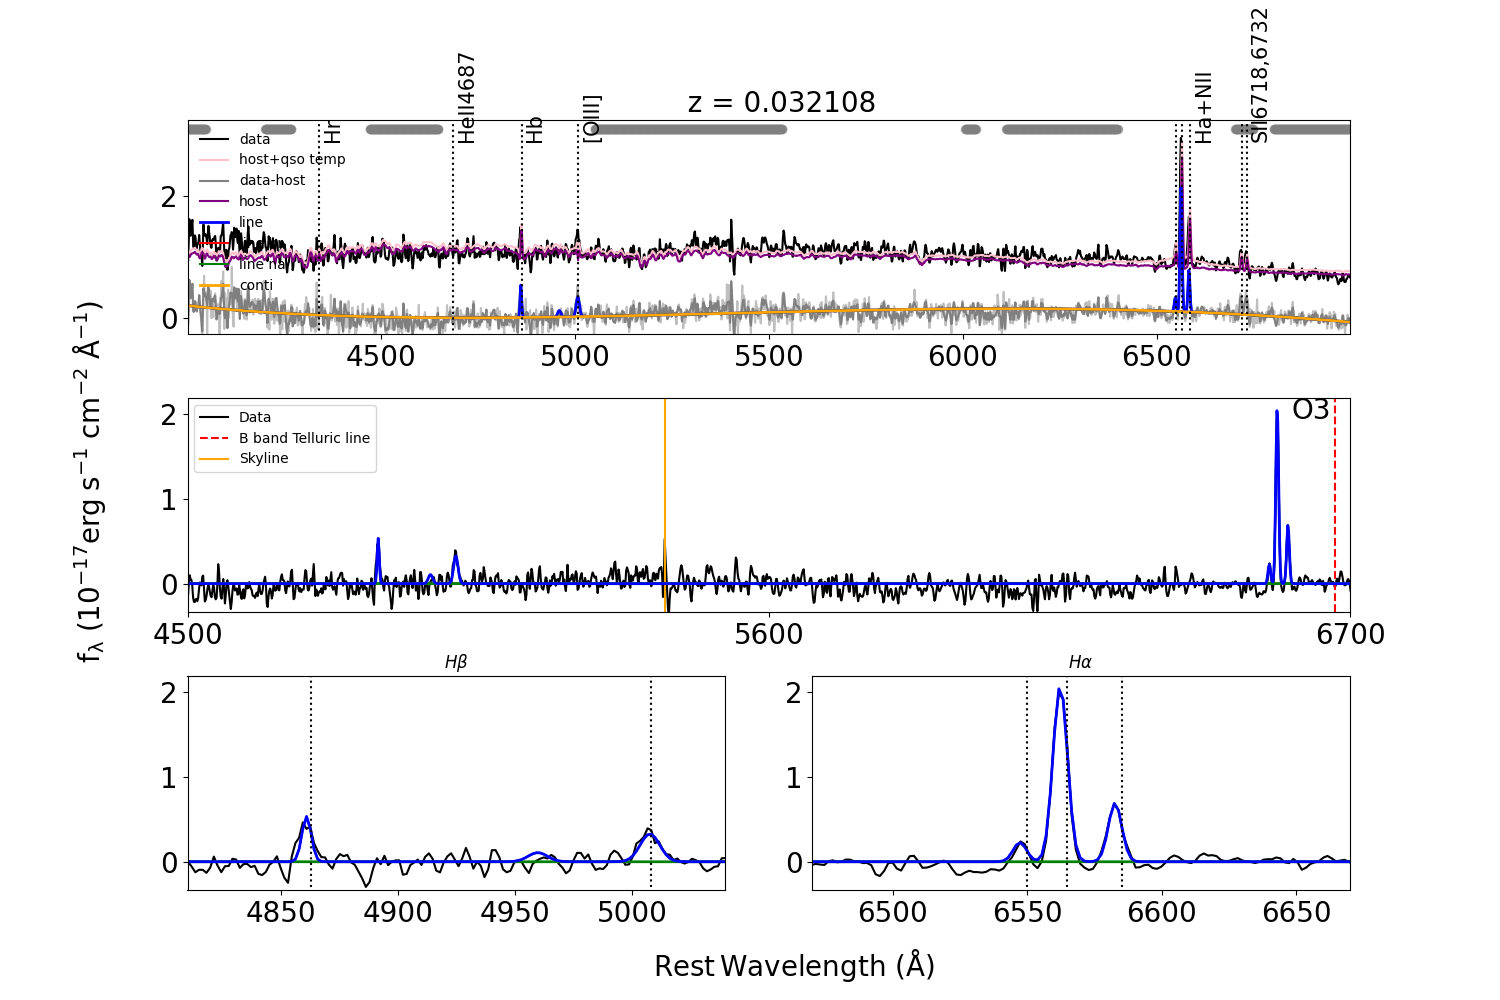 z = 0.032108
Hr
HeII4687
Hb
[OIII]
Ha+NII
SII6718,6732
data
host+qso temp
data-host
host
line
line na
conti
2
0
4500
5000
5500
6000
6500
f_λ (10^−17 erg s^−1 cm^−2 Å^−1)
Data
B band Telluric line
Skyline
O3
2
1
0
4500
5600
6700
Hβ
2
1
0
4850
4900
4950
5000
Hα
2
1
0
6500
6550
6600
6650
Rest Wavelength (Å)